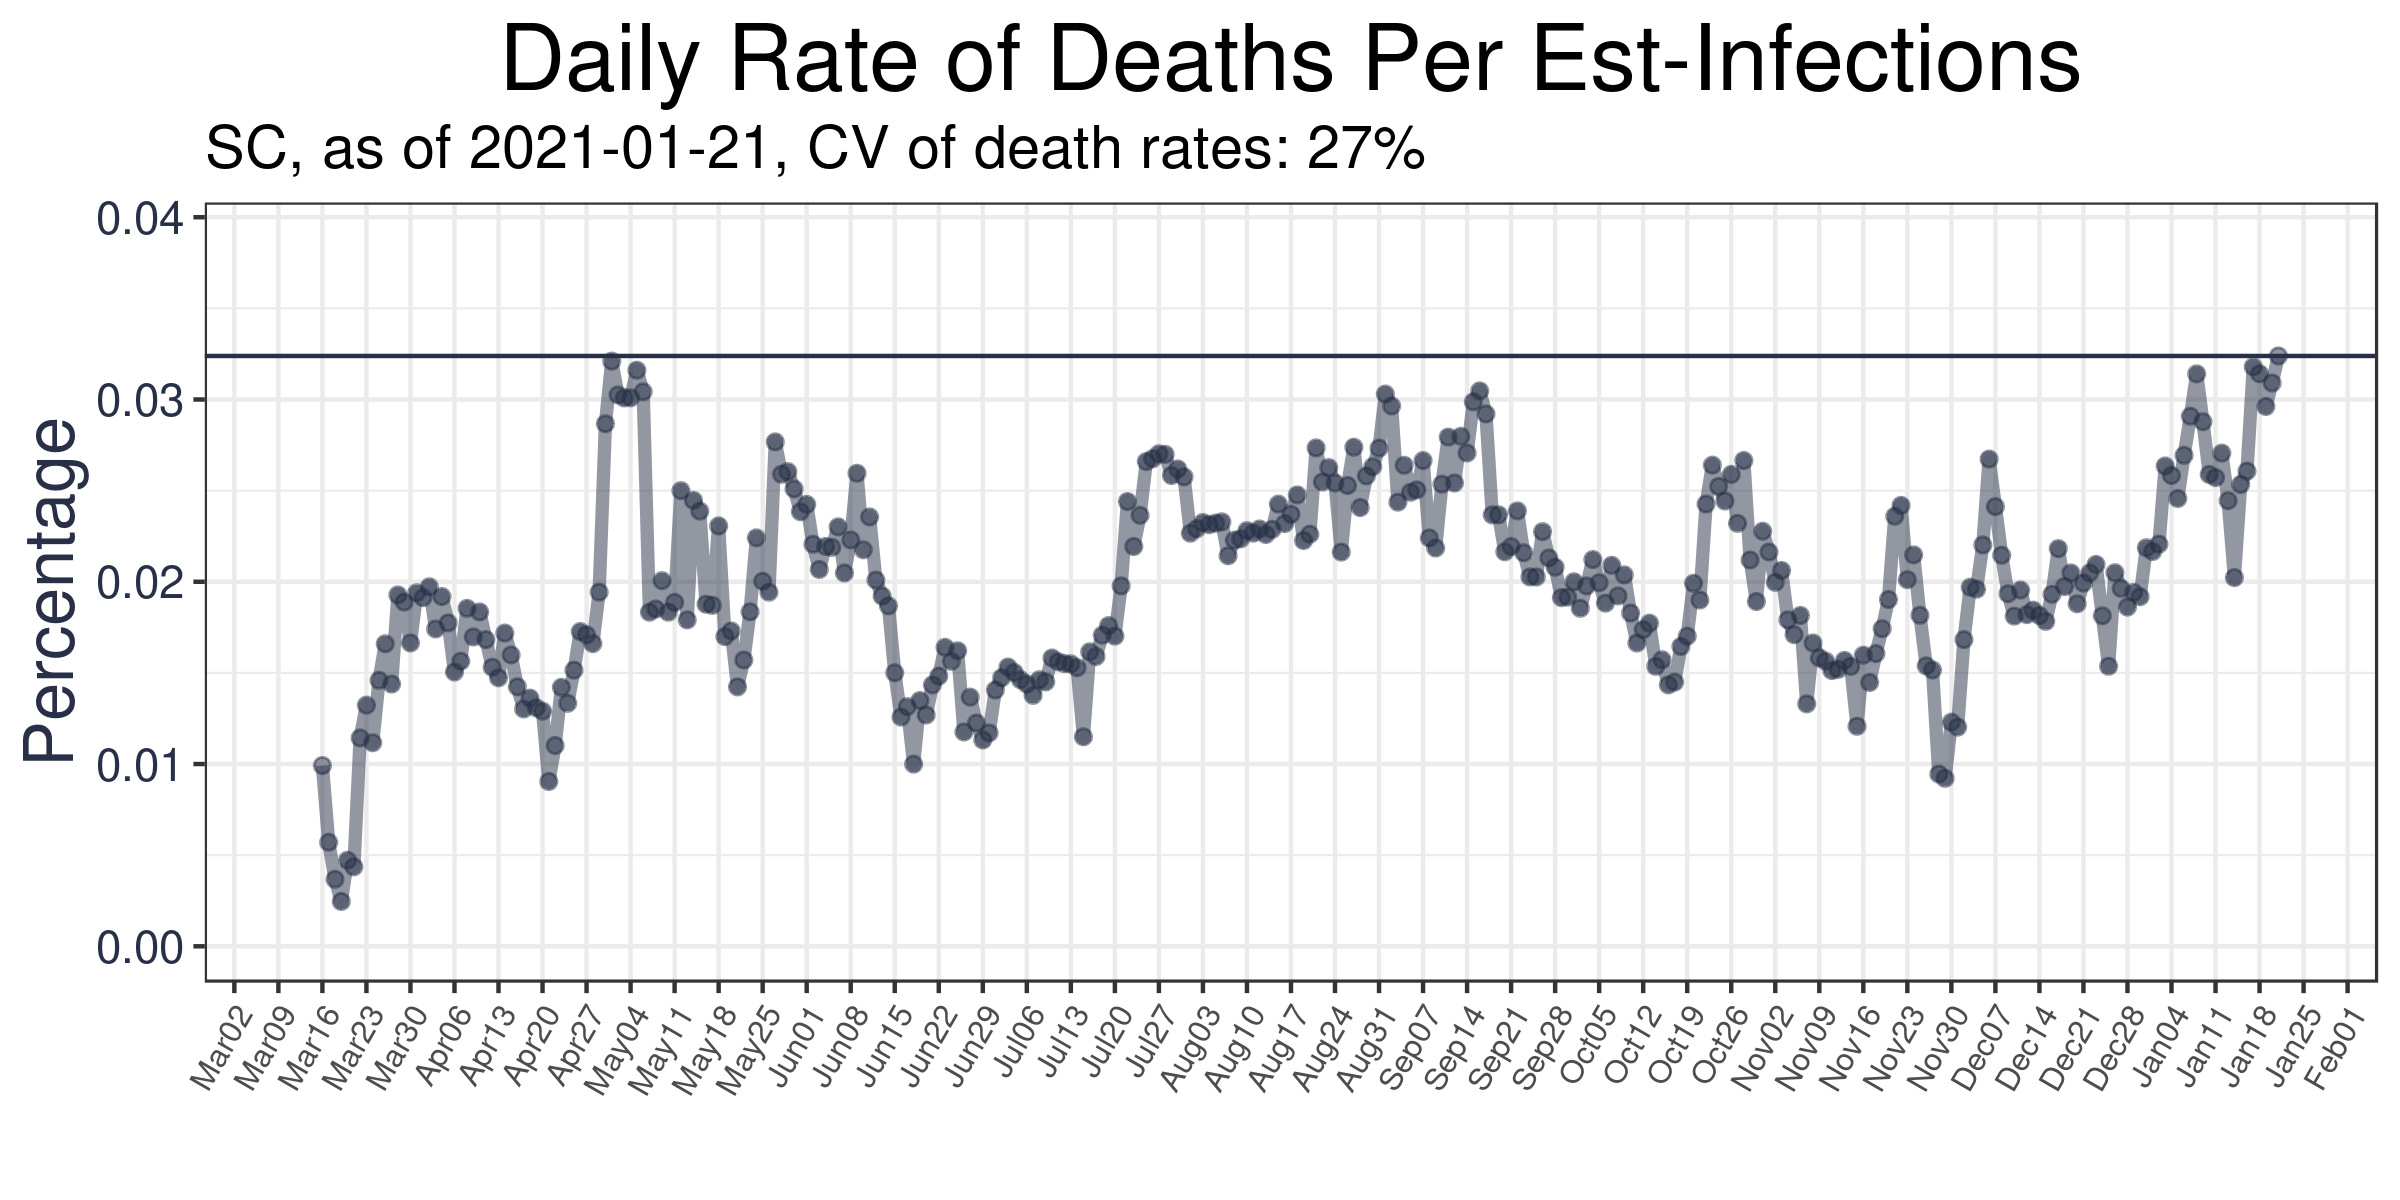 Daily Rate of Deaths Per Est-Infections
SC, as of 2021-01-21, CV of death rates: 27%
Percentage
0.04
0.03
0.02
0.01
0.00
Mar02
Mar09
Mar16
Mar23
Mar30
Apr06
Apr13
Apr20
Apr27
May04
May11
May18
May25
Jun01
Jun08
Jun15
Jun22
Jun29
Jul06
Jul13
Jul20
Jul27
Aug03
Aug10
Aug17
Aug24
Aug31
Sep07
Sep14
Sep21
Sep28
Oct05
Oct12
Oct19
Oct26
Nov02
Nov09
Nov16
Nov23
Nov30
Dec07
Dec14
Dec21
Dec28
Jan04
Jan11
Jan18
Jan25
Feb01